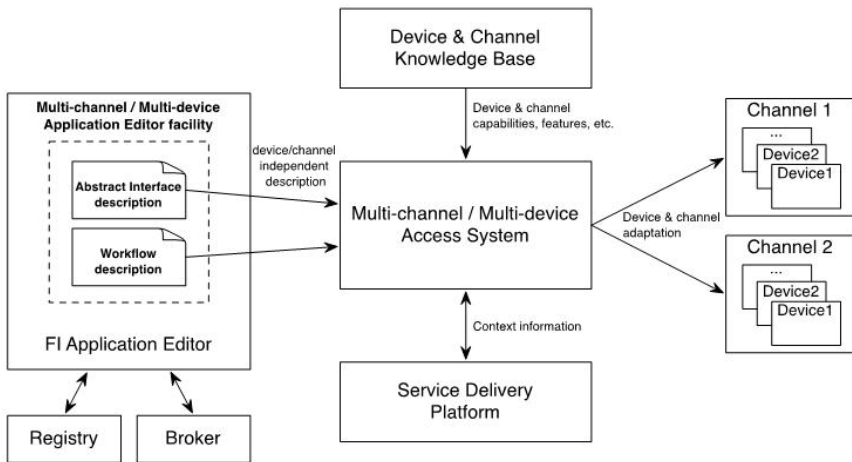 Device & Channel
Knowledge Base
Multi-channel / Multi-device
Application Editor facility
Device & channel
capabilities, features, etc.
device/channel
independent
description
Abstract Interface
description
Workflow
description
FI Application Editor
Multi-channel / Multi-device
Access System
Device & channel
adaptation
Channel 1
...
Device2
Device1
Channel 2
...
Device2
Device1
Context information
Service Delivery
Platform
Registry
Broker